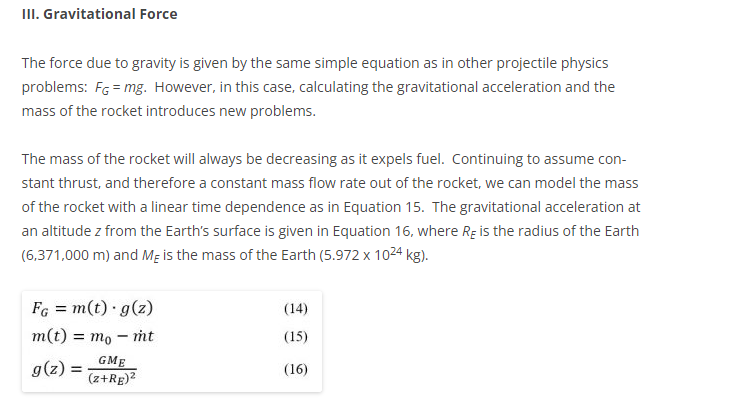 III. Gravitational Force
The force due to gravity is given by the same simple equation as in other projectile physics
problems:  F_G = mg.  However, in this case, calculating the gravitational acceleration and the
mass of the rocket introduces new problems.
The mass of the rocket will always be decreasing as it expels fuel.  Continuing to assume con-
stant thrust, and therefore a constant mass flow rate out of the rocket, we can model the mass
of the rocket with a linear time dependence as in Equation 15.  The gravitational acceleration at
an altitude z from the Earth's surface is given in Equation 16, where R_E is the radius of the Earth
(6,371,000 m) and M_E is the mass of the Earth (5.972 x 10^24 kg).
F_G = m(t) · g(z) (14)
m(t) = m_0 − ṁt (15)
g(z) = GM_E / (z+R_E)^2 (16)